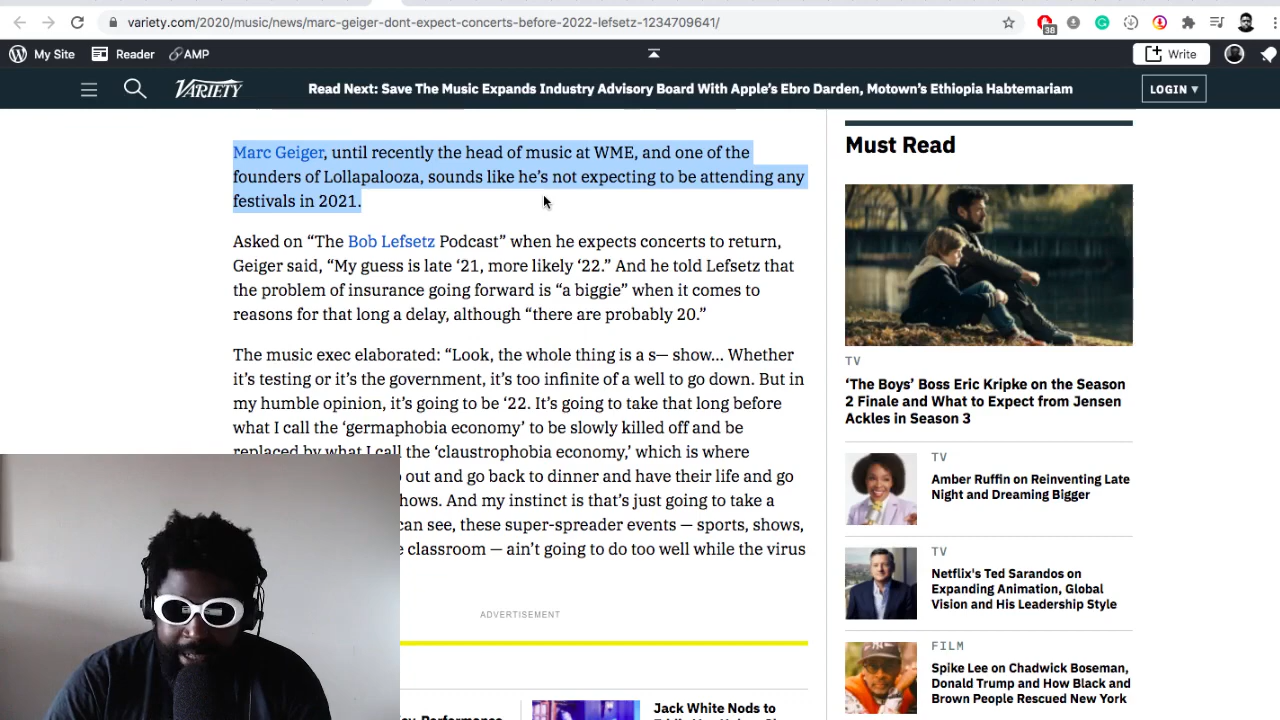 variety.com/2020/music/news/marc-geiger-dont-expect-concerts-before-2022-lefsetz-1234709641/
38
My Site
Reader
AMP
Write
VARIETY
Read Next: Save The Music Expands Industry Advisory Board With Apple's Ebro Darden, Motown's Ethiopia Habtemariam
LOGIN ▾
Marc Geiger, until recently the head of music at WME, and one of the
founders of Lollapalooza, sounds like he's not expecting to be attending any
festivals in 2021.
Asked on “The Bob Lefsetz Podcast” when he expects concerts to return,
Geiger said, “My guess is late ‘21, more likely ‘22.” And he told Lefsetz that
the problem of insurance going forward is “a biggie” when it comes to
reasons for that long a delay, although “there are probably 20.”
The music exec elaborated: “Look, the whole thing is a s— show… Whether
it's testing or it's the government, it's too infinite of a well to go down. But in
my humble opinion, it's going to be ‘22. It's going to take that long before
what I call the ‘germaphobia economy’ to be slowly killed off and be
replaced by what I call the ‘claustrophobia economy,’ which is where
out and go back to dinner and have their life and go
hows. And my instinct is that's just going to take a
can see, these super-spreader events — sports, shows,
classroom — ain't going to do too well while the virus
ADVERTISEMENT
Jack White Nods to
Must Read
TV
‘The Boys’ Boss Eric Kripke on the Season
2 Finale and What to Expect from Jensen
Ackles in Season 3
TV
Amber Ruffin on Reinventing Late
Night and Dreaming Bigger
TV
Netflix's Ted Sarandos on
Expanding Animation, Global
Vision and His Leadership Style
FILM
Spike Lee on Chadwick Boseman,
Donald Trump and How Black and
Brown People Rescued New York